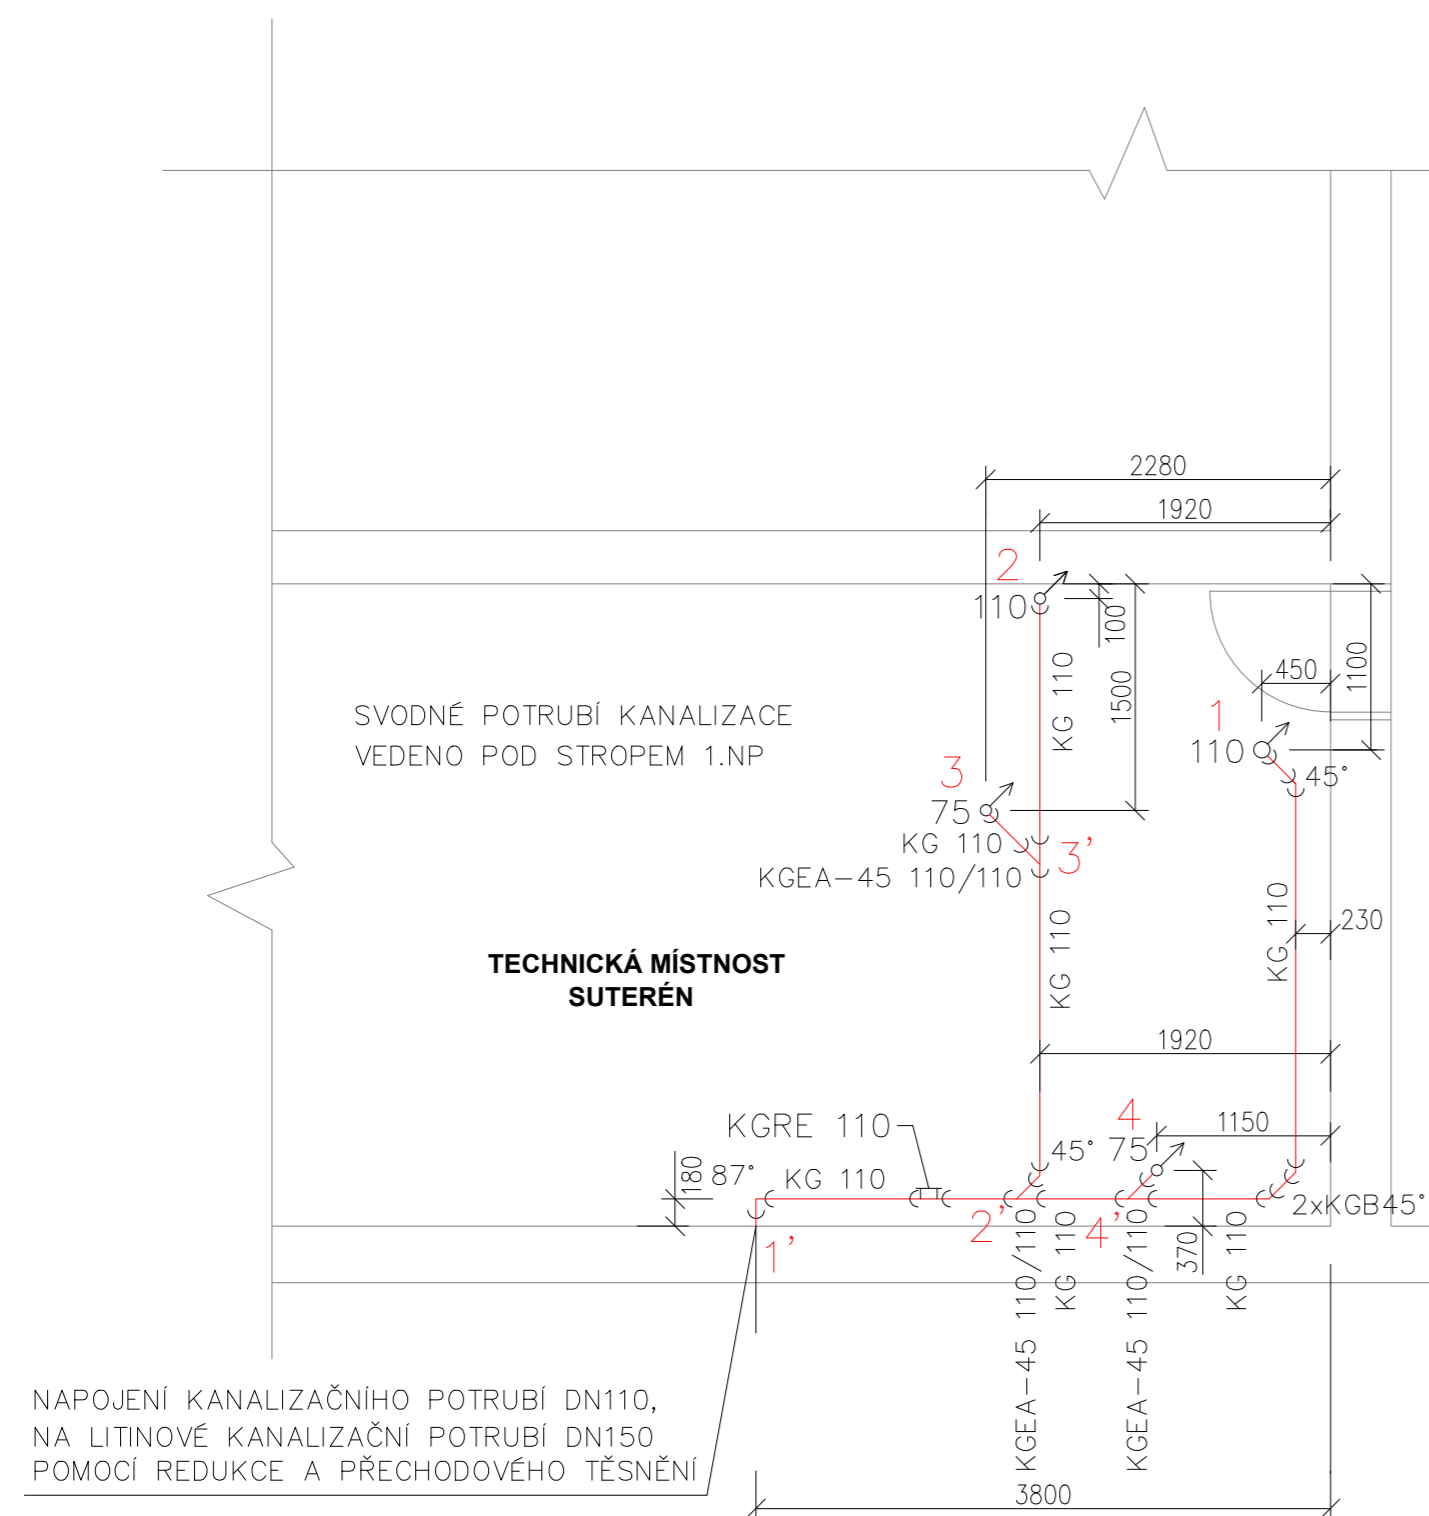 2280
1920
2
110
100
KG 110
1500
450
1100
1
110
45°
SVODNÉ POTRUBÍ KANALIZACE
VEDENO POD STROPEM 1.NP
3
75
KG 110
3'
KGEA-45 110/110
KG 110
KG 110
230
TECHNICKÁ MÍSTNOST
SUTERÉN
1920
4
1150
KGRE 110
45°
75
180
87°
KG 110
2xKGB45°
2'
4'
1'
370
KGEA-45 110/110
KG 110
KGEA-45 110/110
KG 110
NAPOJENÍ KANALIZAČNÍHO POTRUBÍ DN110,
NA LITINOVÉ KANALIZAČNÍ POTRUBÍ DN150
POMOCÍ REDUKCE A PŘECHODOVÉHO TĚSNĚNÍ
3800